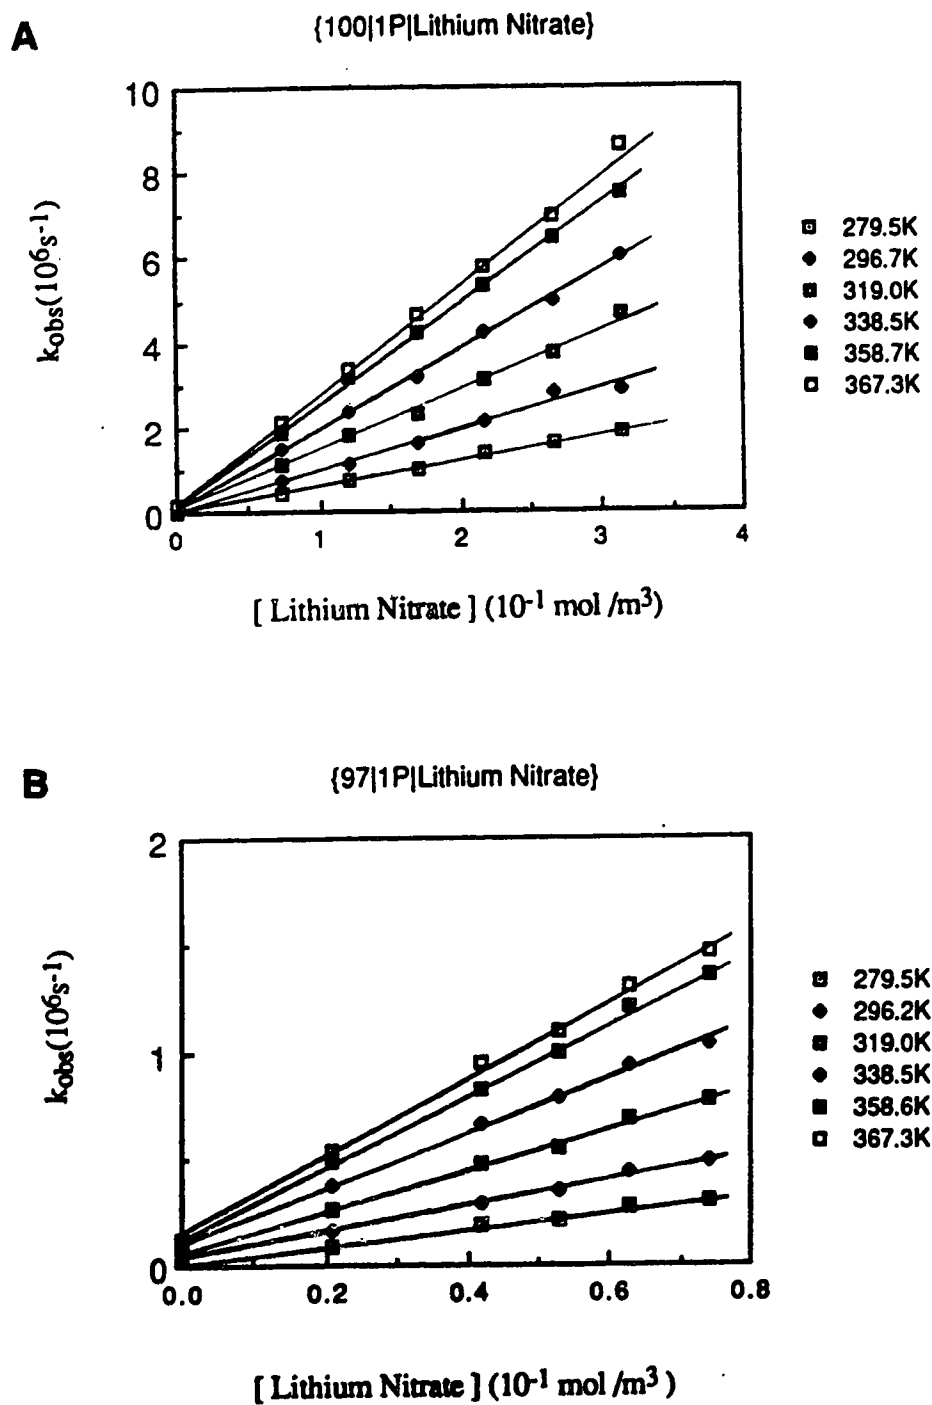 A
{100|1P|Lithium Nitrate}
10
8
6
4
2
0
k_obs(10⁶s⁻¹)
0 1 2 3 4
[ Lithium Nitrate ] (10⁻¹ mol /m³)
279.5K
296.7K
319.0K
338.5K
358.7K
367.3K
B
{97|1P|Lithium Nitrate}
2
1
0
k_obs(10⁶s⁻¹)
0.0 0.2 0.4 0.6 0.8
[ Lithium Nitrate ] (10⁻¹ mol /m³ )
279.5K
296.2K
319.0K
338.5K
358.6K
367.3K